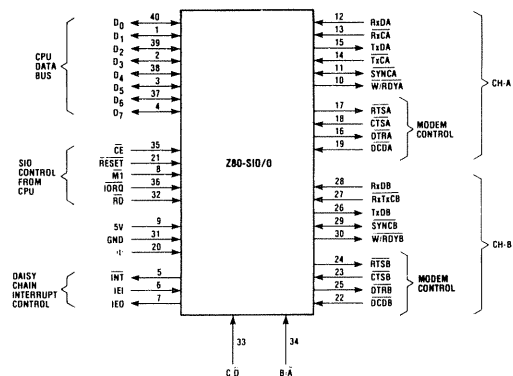 CPU
DATA
BUS
D0 40
D1 1
D2 39
D3 2
D4 38
D5 3
D6 37
D7 4
SIO
CONTROL
FROM
CPU
CE 35
RESET 21
M1 8
IORQ 36
RD 32
5V 9
GND 31
20
DAISY
CHAIN
INTERRUPT
CONTROL
INT 5
IEI 6
IEO 7
Z80-SIO/0
12 RxDA
13 RxCA
15 TxDA
14 TxCA
11 SYNCA
10 W/RDYA
17 RTSA
18 CTSA
16 DTRA
19 DCDA
MODEM
CONTROL
CH-A
28 RxDB
27 RxTxCB
26 TxDB
29 SYNCB
30 W/RDYB
24 RTSB
23 CTSB
25 DTRB
22 DCDB
MODEM
CONTROL
CH-B
33 34
C/D B/A